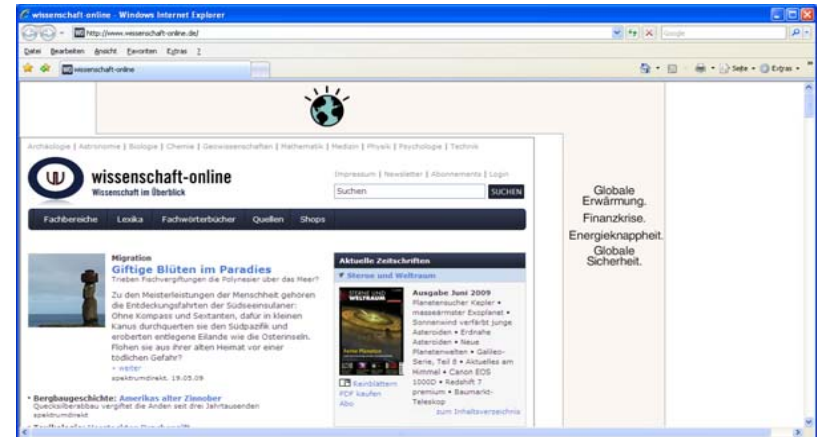 wissenschaft-online - Windows Internet Explorer
http://www.wissenschaft-online.de/
Google
Datei Bearbeiten Ansicht Favoriten Extras ?
wissenschaft-online
Seite Extras
Archäologie | Astronomie | Biologie | Chemie | Geowissenschaften | Mathematik | Medizin | Physik | Psychologie | Technik
wissenschaft-online
Wissenschaft im Überblick
Impressum | Newsletter | Abonnements | Login
Suchen SUCHEN
Fachbereiche Lexika Fachwörterbücher Quellen Shops
Migration
Giftige Blüten im Paradies
Trieben Fischvergiftungen die Polynesier über das Meer?
Zu den Meisterleistungen der Menschheit gehören
die Entdeckungsfahrten der Südseeinsulaner:
Ohne Kompass und Sextanten, dafür in kleinen
Kanus durchquerten sie den Südpazifik und
eroberten entlegene Eilande wie die Osterinseln.
Flohen sie aus ihrer alten Heimat vor einer
tödlichen Gefahr?
» weiter
spektrumdirekt, 19.05.09
• Bergbaugeschichte: Amerikas alter Zinnober
Quecksilberabbau vergiftet die Anden seit drei Jahrtausenden
spektrumdirekt
Aktuelle Zeitschriften
Sterne und Weltraum
STERNE UND
WELTRAUM
Ferne Planeten
Ausgabe Juni 2009
Planetensucher Kepler •
masseärmster Exoplanet •
Sonnenwind verfärbt junge
Asteroiden • Erdnahe
Asteroiden • Neue
Planetenwelten • Galileo-
Serie, Teil 8 • Aktuelles am
Himmel • Canon EOS
1000D • Redshift 7
premium • Baumarkt-
Teleskop
Reinblättern
PDF kaufen
Abo
zum Inhaltsverzeichnis
Globale
Erwärmung.
Finanzkrise.
Energieknappheit.
Globale
Sicherheit.